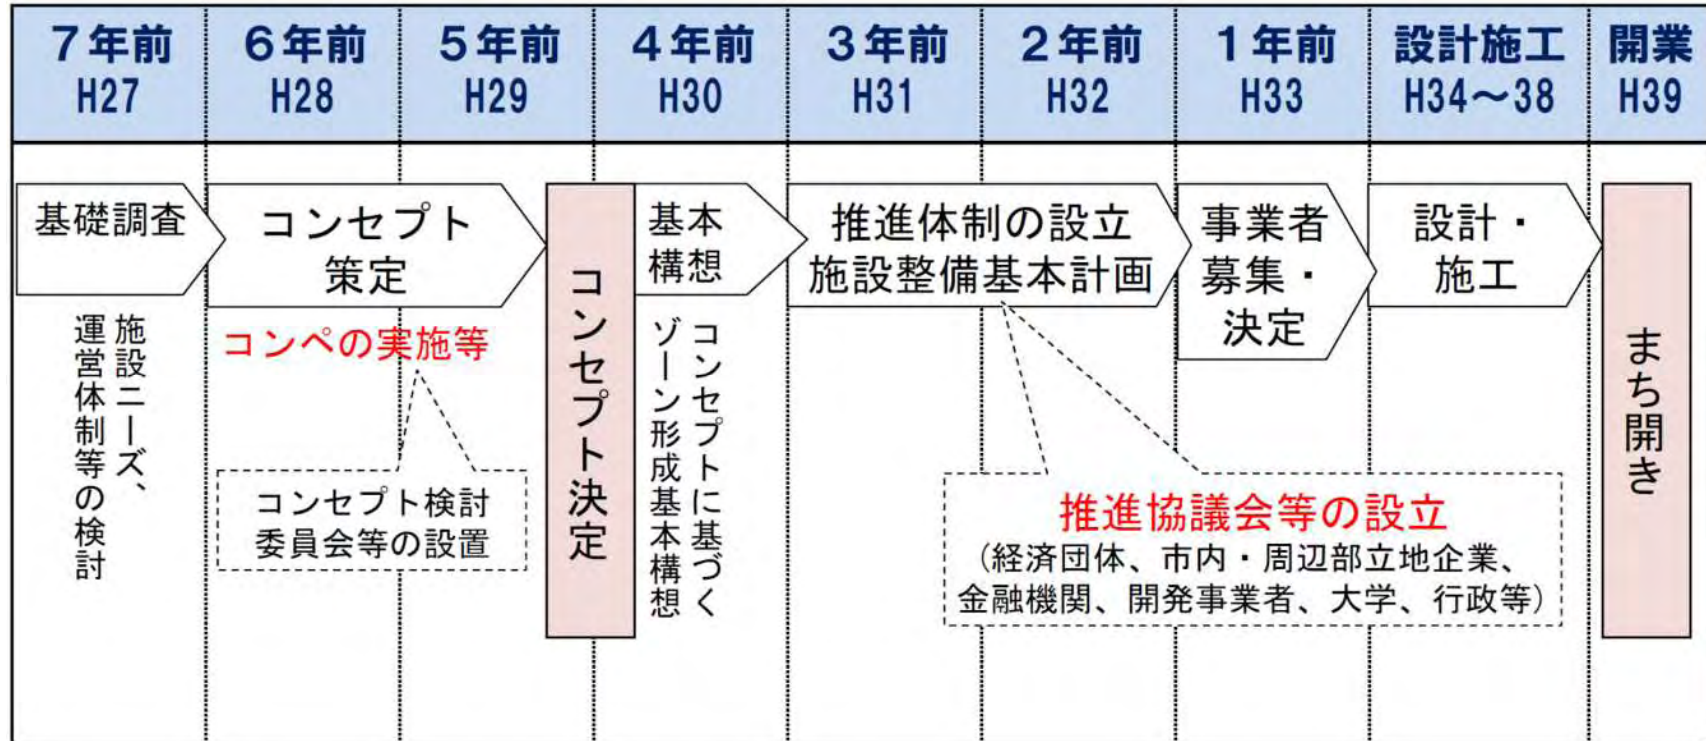 7年前
H27
6年前
H28
5年前
H29
4年前
H30
3年前
H31
2年前
H32
1年前
H33
設計施工
H34～38
開業
H39
基礎調査
施設ニーズ、
運営体制等の検討
コンセプト
策定
コンペの実施等
コンセプト検討
委員会等の設置
コンセプト決定
基本
構想
コンセプトに基づく
ゾーン形成基本構想
推進体制の設立
施設整備基本計画
推進協議会等の設立
(経済団体、市内・周辺部立地企業、
金融機関、開発事業者、大学、行政等)
事業者
募集・
決定
設計・
施工
まち開き